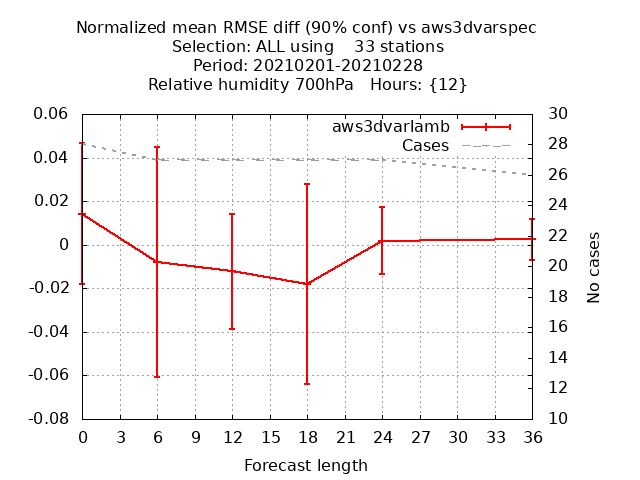 Normalized mean RMSE diff (90% conf) vs aws3dvarspec
Selection: ALL using    33 stations
Period: 20210201-20210228
Relative humidity 700hPa   Hours: {12}
aws3dvarlamb
Cases
0.06
0.04
0.02
0
-0.02
-0.04
-0.06
-0.08
30
28
26
24
22
20
18
16
14
12
10
No cases
0 3 6 9 12 15 18 21 24 27 30 33 36
Forecast length